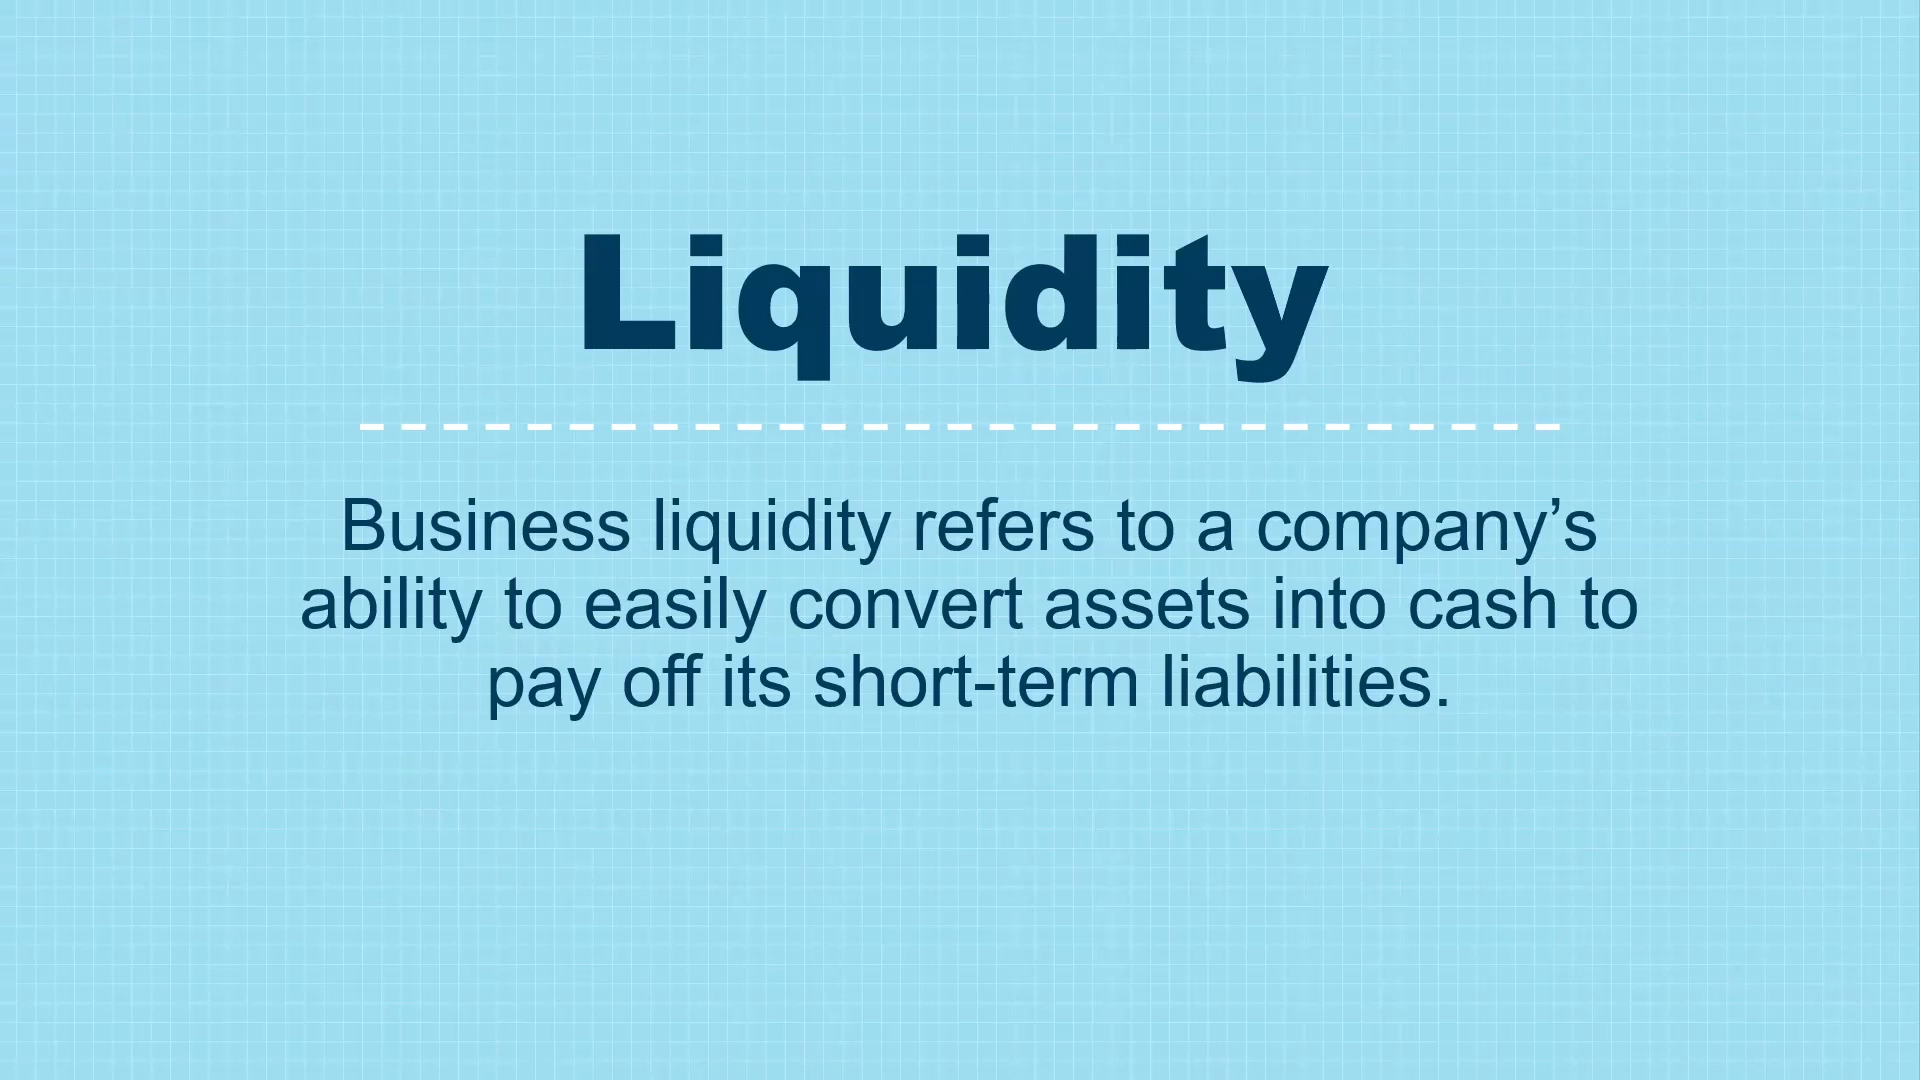 Liquidity
Business liquidity refers to a company’s
ability to easily convert assets into cash to
pay off its short-term liabilities.